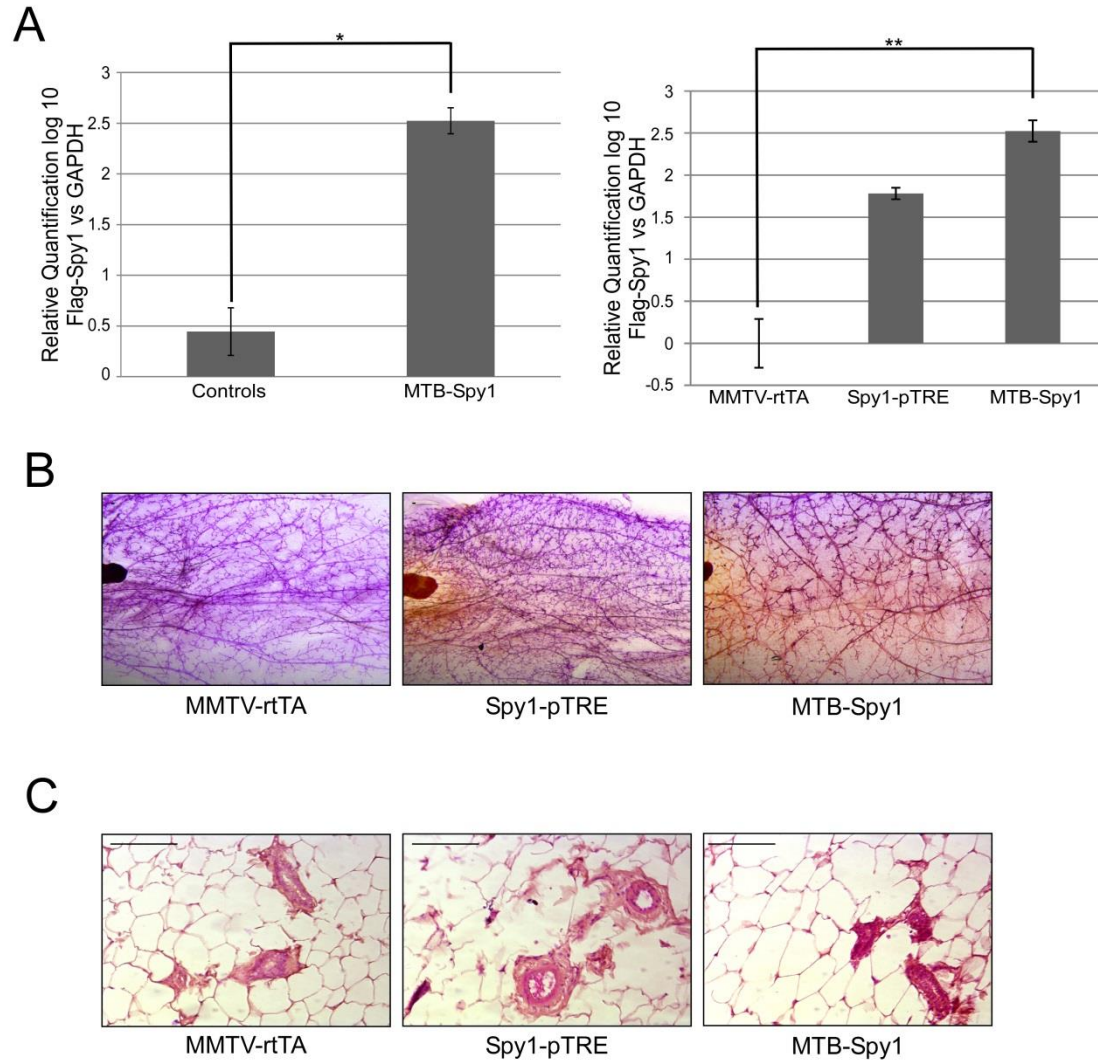 A
*
Relative Quantification log 10
Flag-Spy1 vs GAPDH
3
2.5
2
1.5
1
0.5
0
Controls
MTB-Spy1
**
Relative Quantification log 10
Flag-Spy1 vs GAPDH
3
2.5
2
1.5
1
0.5
0
-0.5
MMTV-rtTA
Spy1-pTRE
MTB-Spy1
B
MMTV-rtTA
Spy1-pTRE
MTB-Spy1
C
MMTV-rtTA
Spy1-pTRE
MTB-Spy1